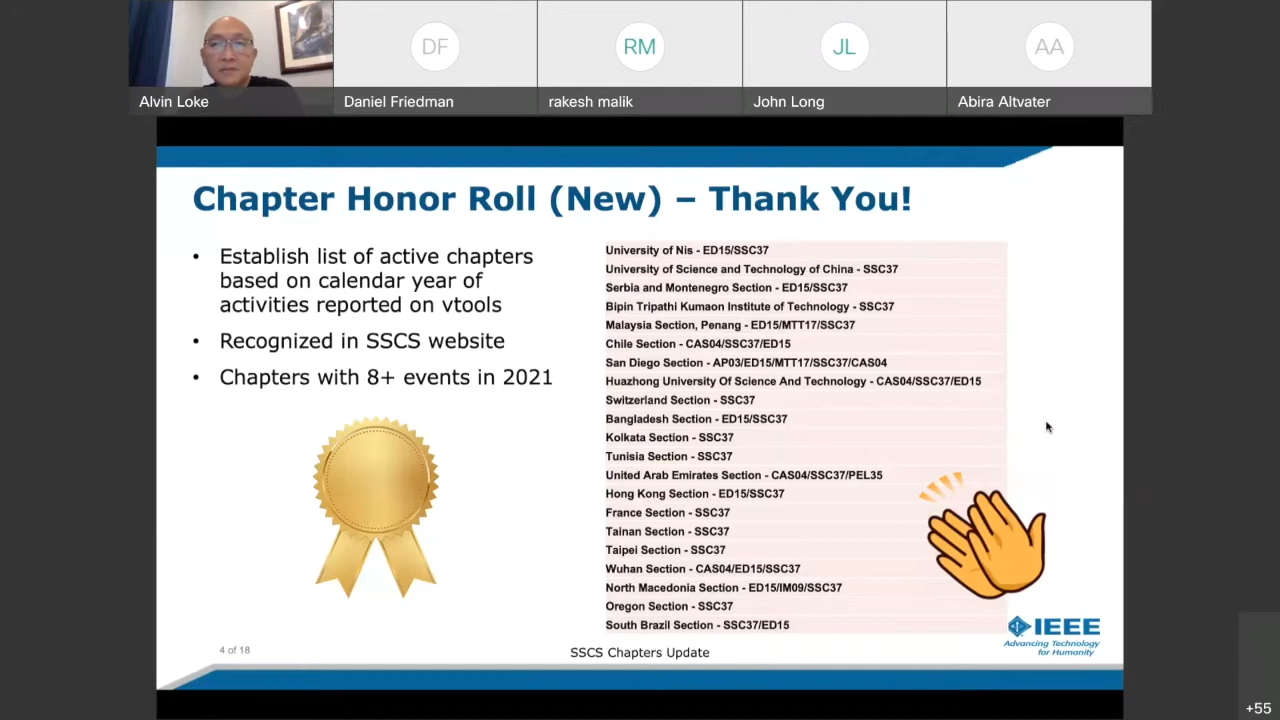 DF
RM
JL
AA
Alvin Loke
Daniel Friedman
rakesh malik
John Long
Abira Altvater
Chapter Honor Roll (New) – Thank You!
• Establish list of active chapters
based on calendar year of
activities reported on vtools
• Recognized in SSCS website
• Chapters with 8+ events in 2021
University of Nis - ED15/SSC37
University of Science and Technology of China - SSC37
Serbia and Montenegro Section - ED15/SSC37
Bipin Tripathi Kumaon Institute of Technology - SSC37
Malaysia Section, Penang - ED15/MTT17/SSC37
Chile Section - CAS04/SSC37/ED15
San Diego Section - AP03/ED15/MTT17/SSC37/CAS04
Huazhong University Of Science And Technology - CAS04/SSC37/ED15
Switzerland Section - SSC37
Bangladesh Section - ED15/SSC37
Kolkata Section - SSC37
Tunisia Section - SSC37
United Arab Emirates Section - CAS04/SSC37/PEL35
Hong Kong Section - ED15/SSC37
France Section - SSC37
Tainan Section - SSC37
Taipei Section - SSC37
Wuhan Section - CAS04/ED15/SSC37
North Macedonia Section - ED15/IM09/SSC37
Oregon Section - SSC37
South Brazil Section - SSC37/ED15
IEEE
Advancing Technology
for Humanity
4 of 18
SSCS Chapters Update
+55